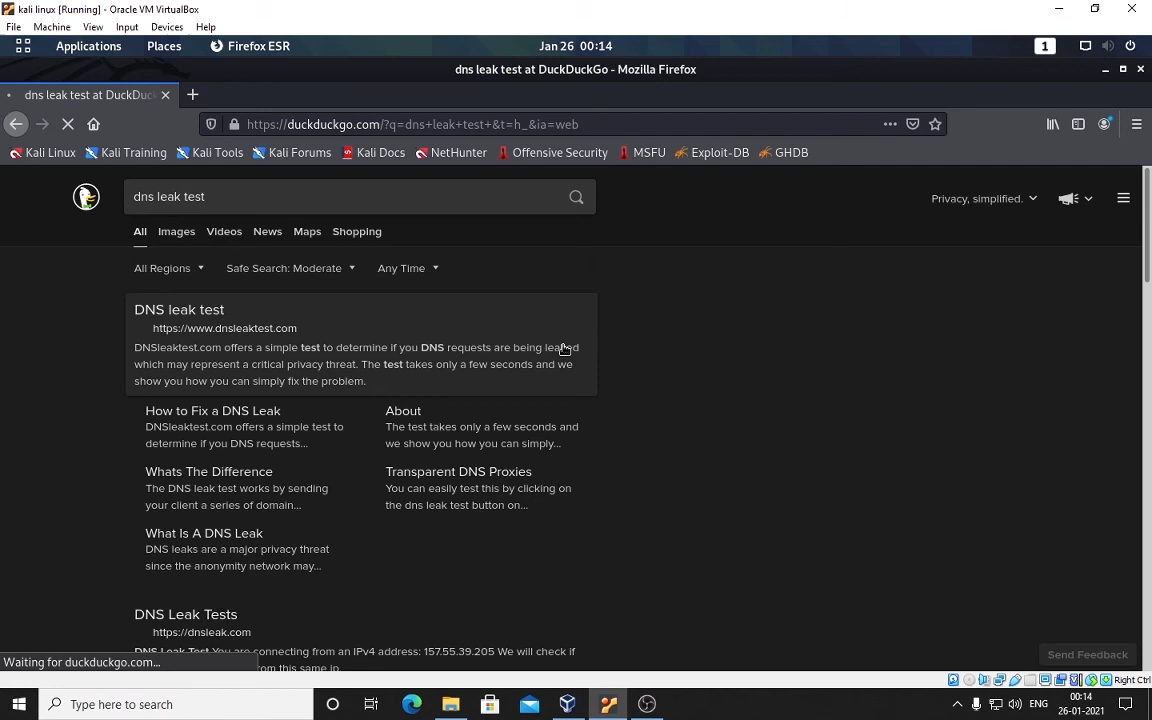 kali linux [Running] - Oracle VM VirtualBox
File Machine View Input Devices Help
Applications Places Firefox ESR Jan 26 00:14 1
dns leak test at DuckDuckGo - Mozilla Firefox
dns leak test at DuckDuc
https://duckduckgo.com/?q=dns+leak+test+&t=h_&ia=web
Kali Linux Kali Training Kali Tools Kali Forums Kali Docs NetHunter Offensive Security MSFU Exploit-DB GHDB
dns leak test Privacy, simplified.
All Images Videos News Maps Shopping
All Regions Safe Search: Moderate Any Time
DNS leak test
https://www.dnsleaktest.com
DNSleaktest.com offers a simple test to determine if you DNS requests are being leaked
which may represent a critical privacy threat. The test takes only a few seconds and we
show you how you can simply fix the problem.
How to Fix a DNS Leak
DNSleaktest.com offers a simple test to
determine if you DNS requests...
About
The test takes only a few seconds and
we show you how you can simply...
Whats The Difference
The DNS leak test works by sending
your client a series of domain...
Transparent DNS Proxies
You can easily test this by clicking on
the dns leak test button on...
What Is A DNS Leak
DNS leaks are a major privacy threat
since the anonymity network may...
DNS Leak Tests
https://dnsleak.com
DNS Leak Test You are connecting from an IPv4 address: 157.55.39.205 We will check if
from this same ip.
Send Feedback
Waiting for duckduckgo.com...
Right Ctrl
Type here to search
ENG
00:14
26-01-2021